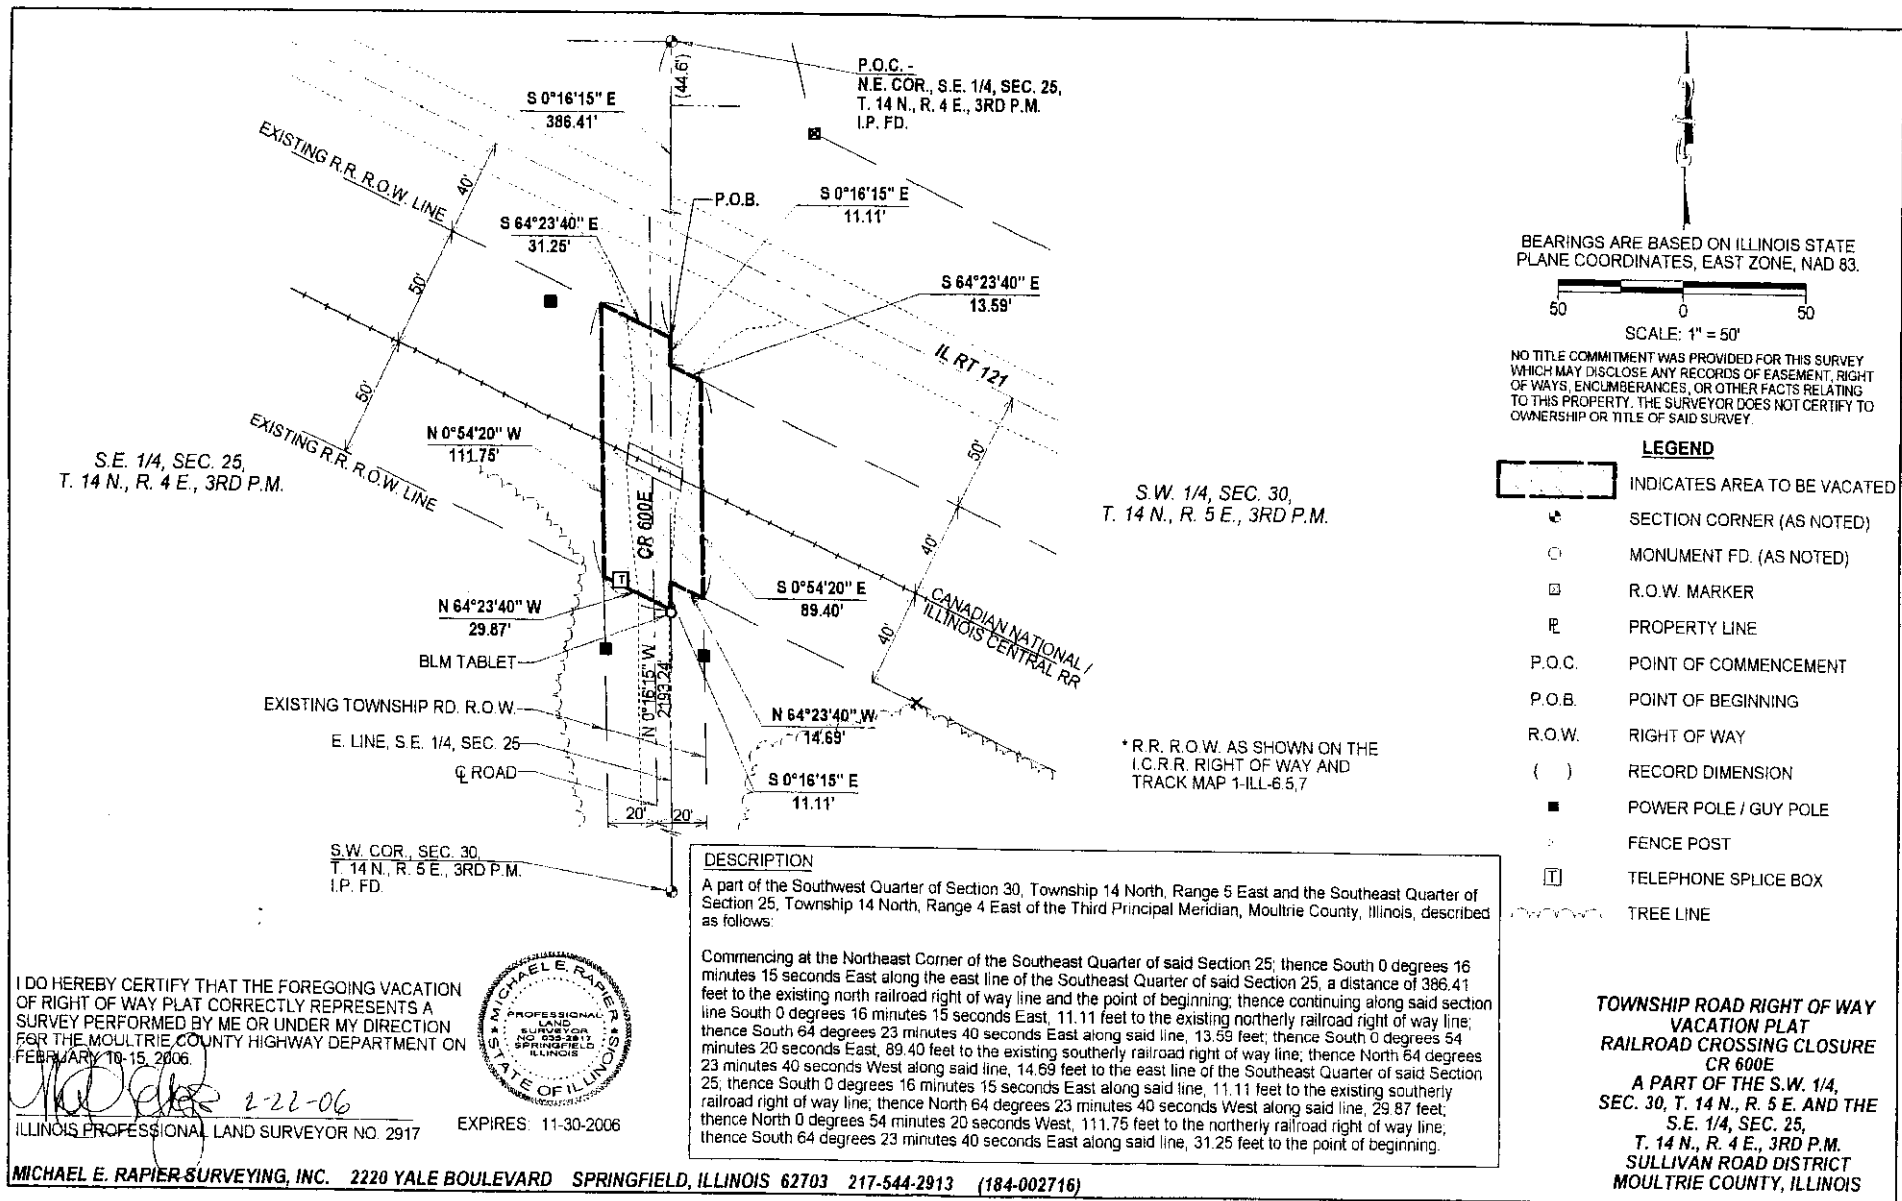 P.O.C. -
N.E. COR., S.E. 1/4, SEC. 25,
T. 14 N., R. 4 E., 3RD P.M.
I.P. FD.
(44.6')
S 0°16'15" E
386.41'
EXISTING R.R. R.O.W. LINE
40'
50'
50'
P.O.B.
S 0°16'15" E
11.11'
S 64°23'40" E
31.25'
S 64°23'40" E
13.59'
IL RT 121
EXISTING R.R. R.O.W. LINE
N 0°54'20" W
111.75'
S.E. 1/4, SEC. 25,
T. 14 N., R. 4 E., 3RD P.M.
CR 600E
50'
40'
40'
S.W. 1/4, SEC. 30,
T. 14 N., R. 5 E., 3RD P.M.
T
S 0°54'20" E
89.40'
CANADIAN NATIONAL /
ILLINOIS CENTRAL RR
N 64°23'40" W
29.87'
BLM TABLET
N 0°16'15" W
2193.24'
EXISTING TOWNSHIP RD. R.O.W.
E. LINE, S.E. 1/4, SEC. 25
℄ ROAD
N 64°23'40" W
14.69'
S 0°16'15" E
11.11'
20'
20'
* R.R. R.O.W. AS SHOWN ON THE
I.C.R.R. RIGHT OF WAY AND
TRACK MAP 1-ILL-6.5,7
S.W. COR., SEC. 30,
T. 14 N., R. 5 E., 3RD P.M.
I.P. FD.
BEARINGS ARE BASED ON ILLINOIS STATE
PLANE COORDINATES, EAST ZONE, NAD 83.
50 0 50
SCALE: 1" = 50'
NO TITLE COMMITMENT WAS PROVIDED FOR THIS SURVEY
WHICH MAY DISCLOSE ANY RECORDS OF EASEMENT, RIGHT
OF WAYS, ENCUMBERANCES, OR OTHER FACTS RELATING
TO THIS PROPERTY. THE SURVEYOR DOES NOT CERTIFY TO
OWNERSHIP OR TITLE OF SAID SURVEY.
LEGEND
INDICATES AREA TO BE VACATED
SECTION CORNER (AS NOTED)
MONUMENT FD. (AS NOTED)
R.O.W. MARKER
PROPERTY LINE
P.O.C. POINT OF COMMENCEMENT
P.O.B. POINT OF BEGINNING
R.O.W. RIGHT OF WAY
( ) RECORD DIMENSION
POWER POLE / GUY POLE
FENCE POST
T TELEPHONE SPLICE BOX
TREE LINE
DESCRIPTION
A part of the Southwest Quarter of Section 30, Township 14 North, Range 5 East and the Southeast Quarter of
Section 25, Township 14 North, Range 4 East of the Third Principal Meridian, Moultrie County, Illinois, described
as follows:
Commencing at the Northeast Corner of the Southeast Quarter of said Section 25; thence South 0 degrees 16
minutes 15 seconds East along the east line of the Southeast Quarter of said Section 25, a distance of 386.41
feet to the existing north railroad right of way line and the point of beginning; thence continuing along said section
line South 0 degrees 16 minutes 15 seconds East, 11.11 feet to the existing northerly railroad right of way line;
thence South 64 degrees 23 minutes 40 seconds East along said line, 13.59 feet; thence South 0 degrees 54
minutes 20 seconds East, 89.40 feet to the existing southerly railroad right of way line; thence North 64 degrees
23 minutes 40 seconds West along said line, 14.69 feet to the east line of the Southeast Quarter of said Section
25; thence South 0 degrees 16 minutes 15 seconds East along said line, 11.11 feet to the existing southerly
railroad right of way line; thence North 64 degrees 23 minutes 40 seconds West along said line, 29.87 feet;
thence North 0 degrees 54 minutes 20 seconds West, 111.75 feet to the northerly railroad right of way line;
thence South 64 degrees 23 minutes 40 seconds East along said line, 31.25 feet to the point of beginning.
I DO HEREBY CERTIFY THAT THE FOREGOING VACATION
OF RIGHT OF WAY PLAT CORRECTLY REPRESENTS A
SURVEY PERFORMED BY ME OR UNDER MY DIRECTION
FOR THE MOULTRIE COUNTY HIGHWAY DEPARTMENT ON
FEBRUARY 10-15, 2006.
2-22-06
ILLINOIS PROFESSIONAL LAND SURVEYOR NO. 2917
MICHAEL E. RAPIER
PROFESSIONAL
LAND
SURVEYOR
NO. 035-2917
SPRINGFIELD
ILLINOIS
STATE OF ILLINOIS
EXPIRES: 11-30-2006
TOWNSHIP ROAD RIGHT OF WAY
VACATION PLAT
RAILROAD CROSSING CLOSURE
CR 600E
A PART OF THE S.W. 1/4,
SEC. 30, T. 14 N., R. 5 E. AND THE
S.E. 1/4, SEC. 25,
T. 14 N., R. 4 E., 3RD P.M.
SULLIVAN ROAD DISTRICT
MOULTRIE COUNTY, ILLINOIS
MICHAEL E. RAPIER SURVEYING, INC. 2220 YALE BOULEVARD SPRINGFIELD, ILLINOIS 62703 217-544-2913 (184-002716)